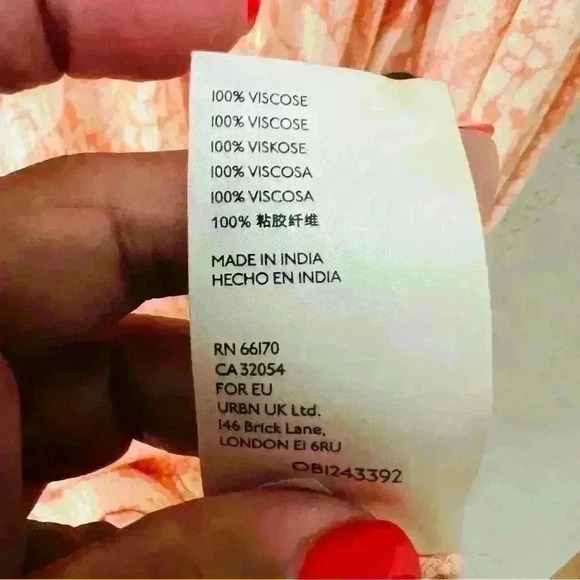 100% VISCOSE
100% VISCOSE
100% VISKOSE
100% VISCOSA
100% VISCOSA
100% 粘胶纤维
MADE IN INDIA
HECHO EN INDIA
RN 66170
CA 32054
FOR EU
URBN UK Ltd.
146 Brick Lane,
LONDON E1 6RU
OB1243392